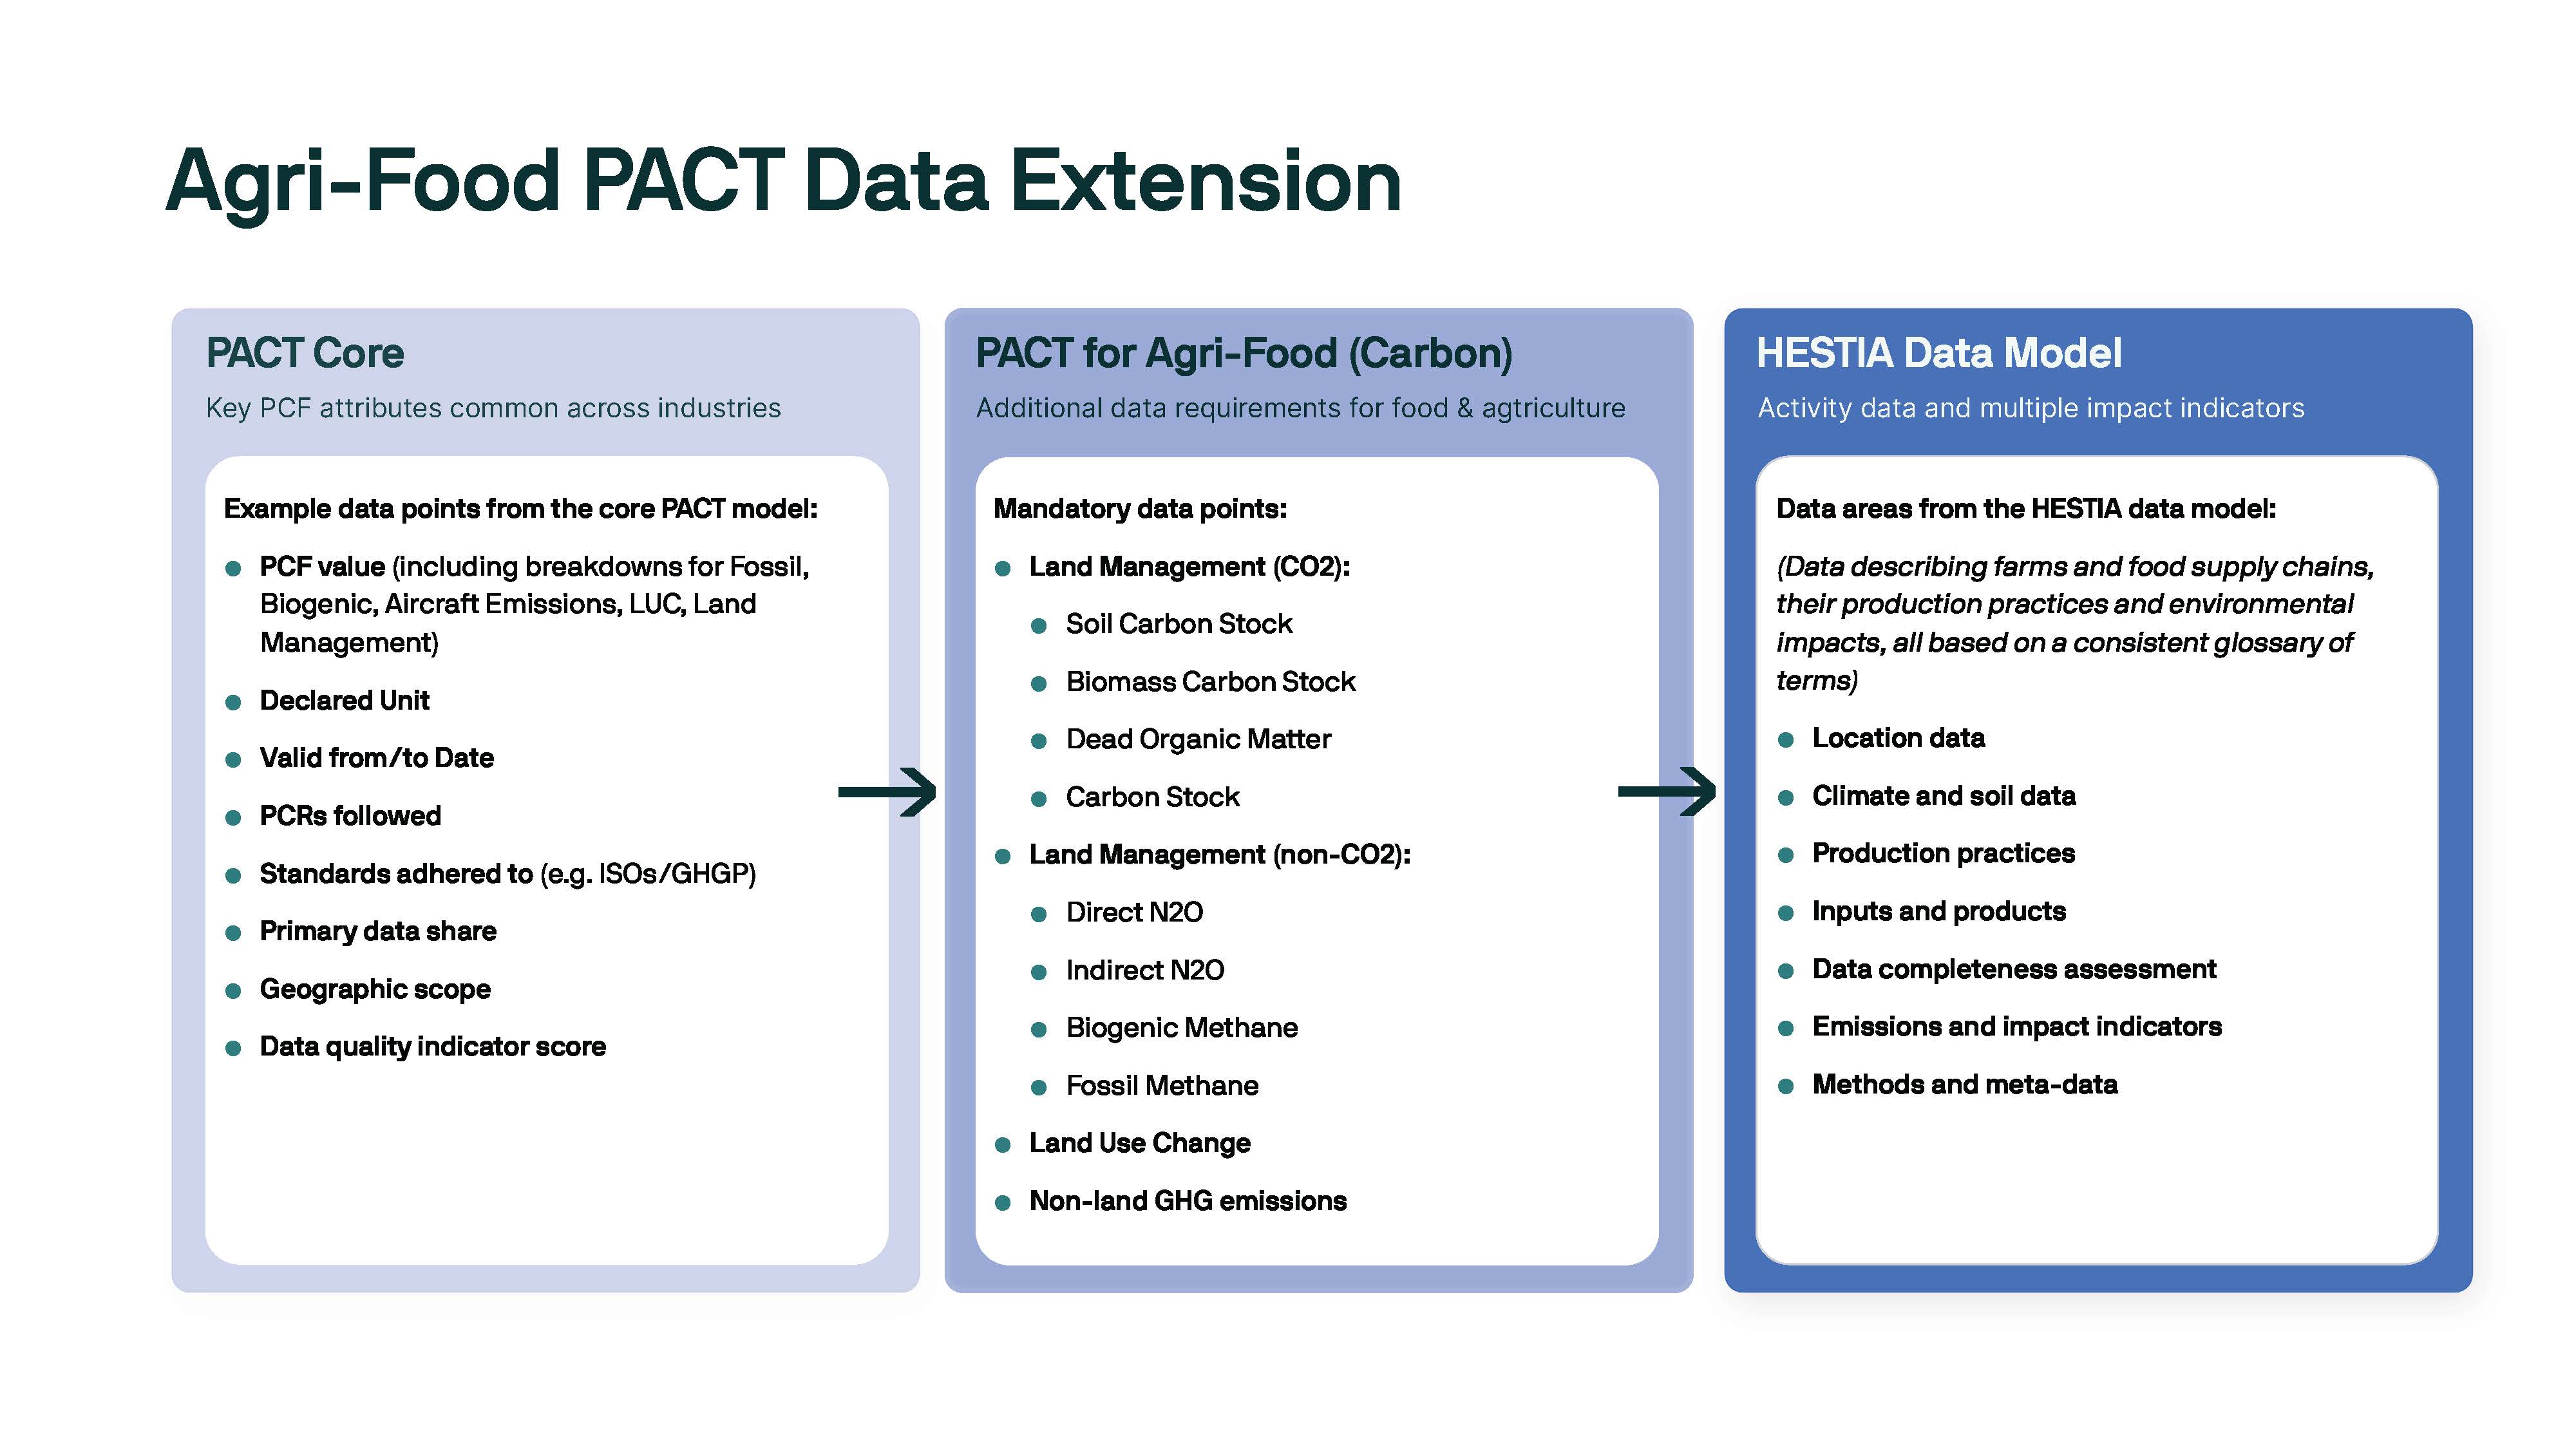 Agri-Food PACT Data Extension
PACT Core
Key PCF attributes common across industries
Example data points from the core PACT model:
PCF value (including breakdowns for Fossil,
Biogenic, Aircraft Emissions, LUC, Land
Management)
Declared Unit
Valid from/to Date
PCRs followed
Standards adhered to (e.g. ISOs/GHGP)
Primary data share
Geographic scope
Data quality indicator score
PACT for Agri-Food (Carbon)
Additional data requirements for food & agtriculture
Mandatory data points:
Land Management (CO2):
Soil Carbon Stock
Biomass Carbon Stock
Dead Organic Matter
Carbon Stock
Land Management (non-CO2):
Direct N2O
Indirect N2O
Biogenic Methane
Fossil Methane
Land Use Change
Non-land GHG emissions
HESTIA Data Model
Activity data and multiple impact indicators
Data areas from the HESTIA data model:
(Data describing farms and food supply chains,
their production practices and environmental
impacts, all based on a consistent glossary of
terms)
Location data
Climate and soil data
Production practices
Inputs and products
Data completeness assessment
Emissions and impact indicators
Methods and meta-data